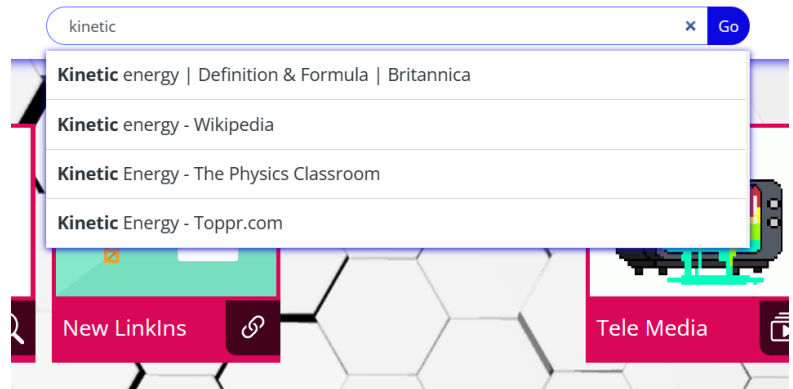 kinetic
Go
Kinetic energy | Definition & Formula | Britannica
Kinetic energy - Wikipedia
Kinetic Energy - The Physics Classroom
Kinetic Energy - Toppr.com
New LinkIns
Tele Media